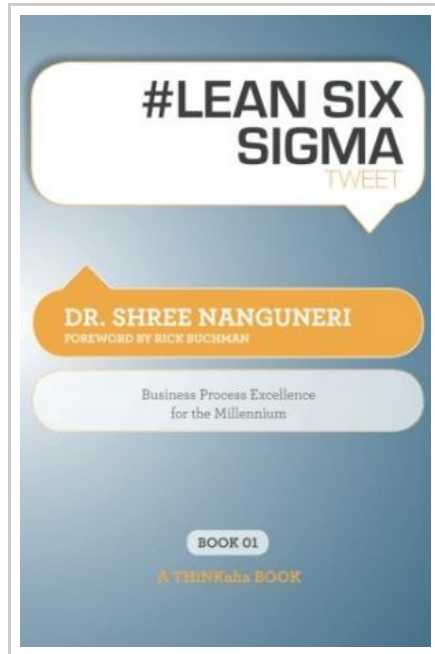 #LEAN SIX
SIGMA
TWEET
DR. SHREE NANGUNERI
FOREWORD BY RICK BUCHMAN
Business Process Excellence
for the Millennium
BOOK 01
A THiNKaha BOOK